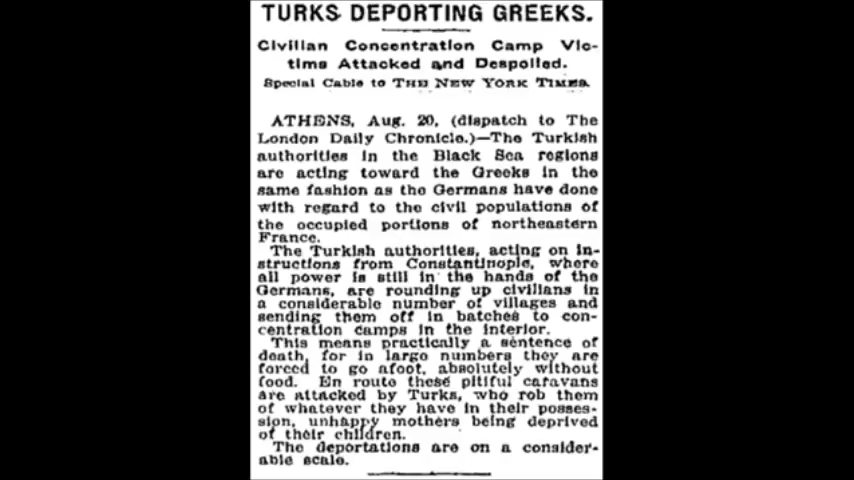 TURKS DEPORTING GREEKS.
Civilian Concentration Camp Vic-
tims Attacked and Despoiled.
Special Cable to THE NEW YORK TIMES.
ATHENS, Aug. 20, (dispatch to The
London Daily Chronicle.)—The Turkish
authorities in the Black Sea regions
are acting toward the Greeks in the
same fashion as the Germans have done
with regard to the civil populations of
the occupied portions of northeastern
France.
The Turkish authorities, acting on in-
structions from Constantinople, where
all power is still in the hands of the
Germans, are rounding up civilians in
a considerable number of villages and
sending them off in batches to con-
centration camps in the interior.
This means practically a sentence of
death, for in large numbers they are
forced to go afoot, absolutely without
food. En route these pitiful caravans
are attacked by Turks, who rob them
of whatever they have in their posses-
sion, unhappy mothers being deprived
of their children.
The deportations are on a consider-
able scale.